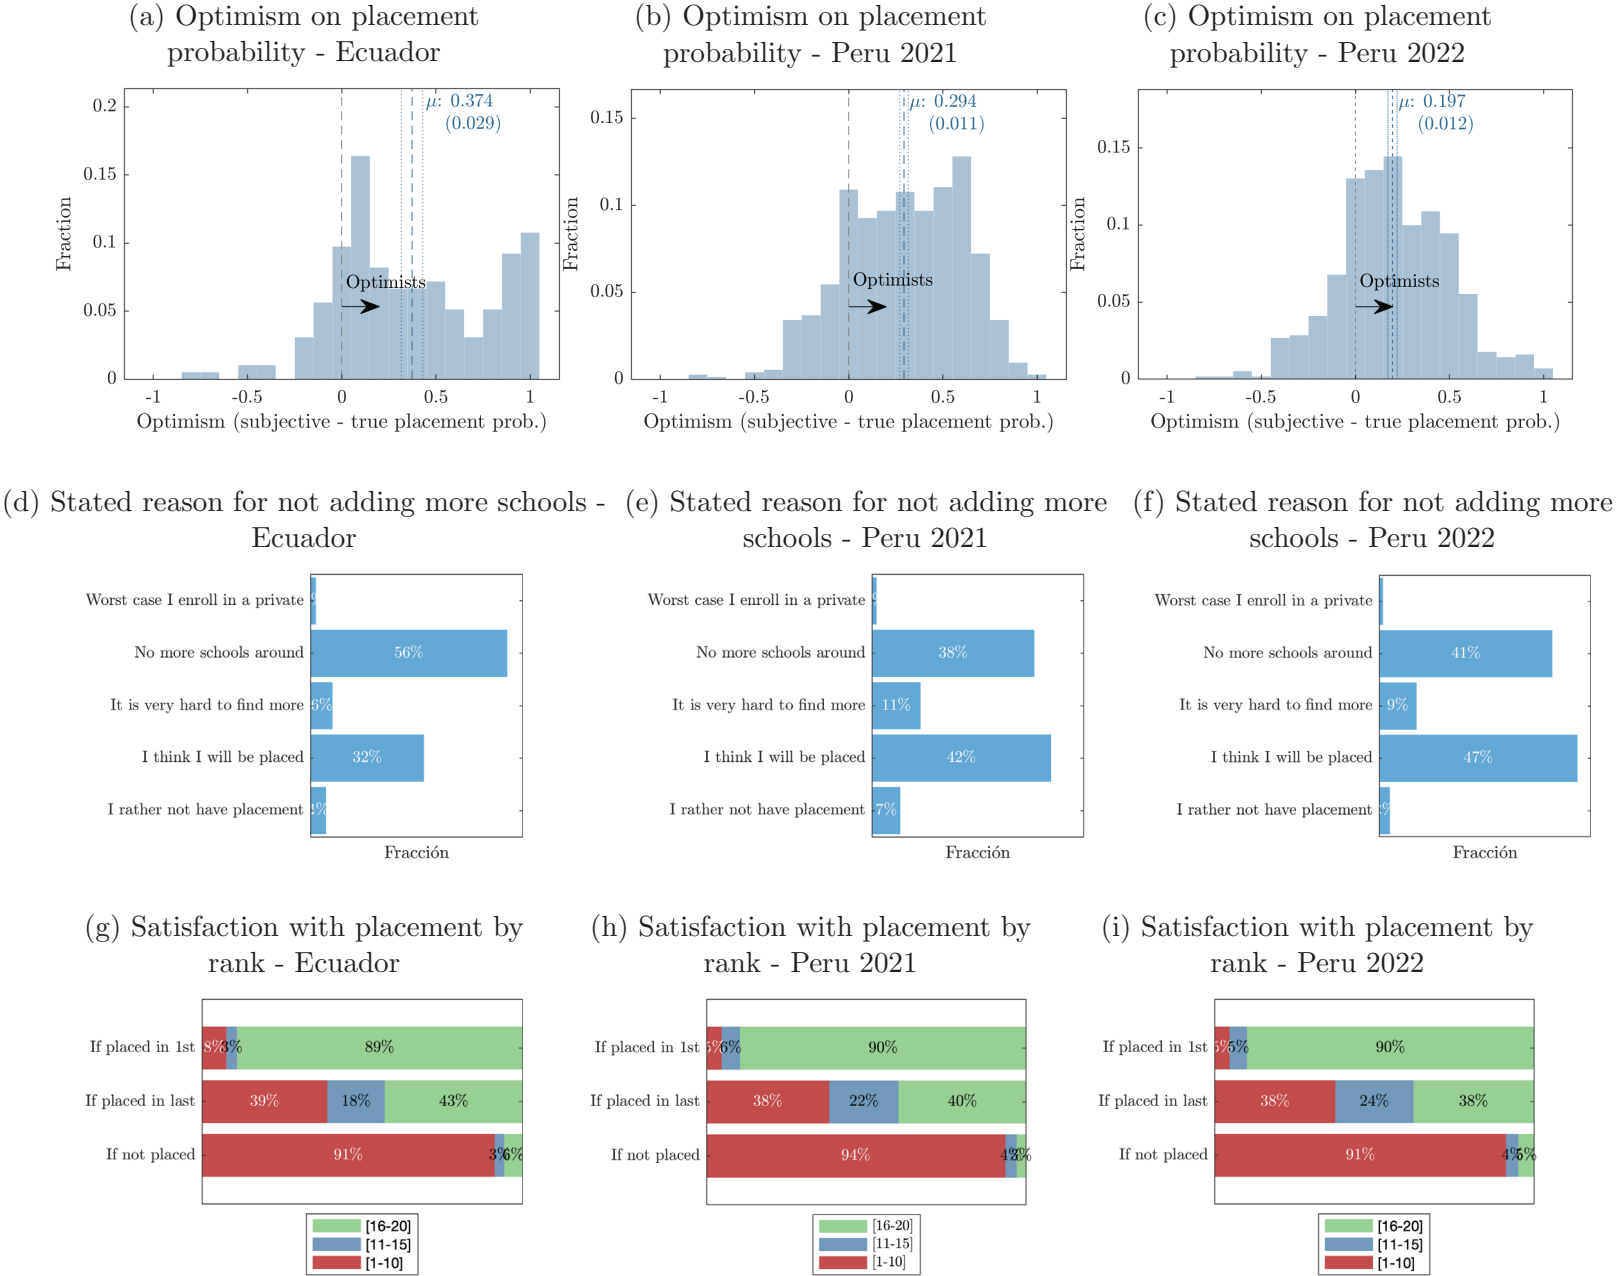 (a) Optimism on placement
probability - Ecuador
0.2
0.15
0.1
0.05
0
Fraction
μ: 0.374
(0.029)
Optimists
-1 -0.5 0 0.5 1
Optimism (subjective - true placement prob.)
(b) Optimism on placement
probability - Peru 2021
0.15
0.1
0.05
0
Fraction
μ: 0.294
(0.011)
Optimists
-1 -0.5 0 0.5 1
Optimism (subjective - true placement prob.)
(c) Optimism on placement
probability - Peru 2022
0.15
0.1
0.05
0
Fraction
μ: 0.197
(0.012)
Optimists
-1 -0.5 0 0.5 1
Optimism (subjective - true placement prob.)
(d) Stated reason for not adding more schools -
Ecuador
Worst case I enroll in a private
No more schools around 56%
It is very hard to find more 6%
I think I will be placed 32%
I rather not have placement
Fracción
(e) Stated reason for not adding more
schools - Peru 2021
Worst case I enroll in a private
No more schools around 38%
It is very hard to find more 11%
I think I will be placed 42%
I rather not have placement 7%
Fracción
(f) Stated reason for not adding more
schools - Peru 2022
Worst case I enroll in a private
No more schools around 41%
It is very hard to find more 9%
I think I will be placed 47%
I rather not have placement
Fracción
(g) Satisfaction with placement by
rank - Ecuador
If placed in 1st 8% 3% 89%
If placed in last 39% 18% 43%
If not placed 91% 3% 6%
[16-20]
[11-15]
[1-10]
(h) Satisfaction with placement by
rank - Peru 2021
If placed in 1st 5% 6% 90%
If placed in last 38% 22% 40%
If not placed 94% 4%
[16-20]
[11-15]
[1-10]
(i) Satisfaction with placement by
rank - Peru 2022
If placed in 1st 5% 5% 90%
If placed in last 38% 24% 38%
If not placed 91% 4% 5%
[16-20]
[11-15]
[1-10]